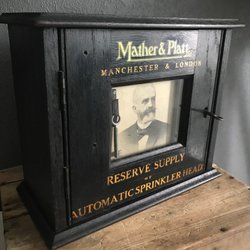 Mather & Platt
MANCHESTER & LONDON
RESERVE SUPPLY
OF
AUTOMATIC SPRINKLER HEADS